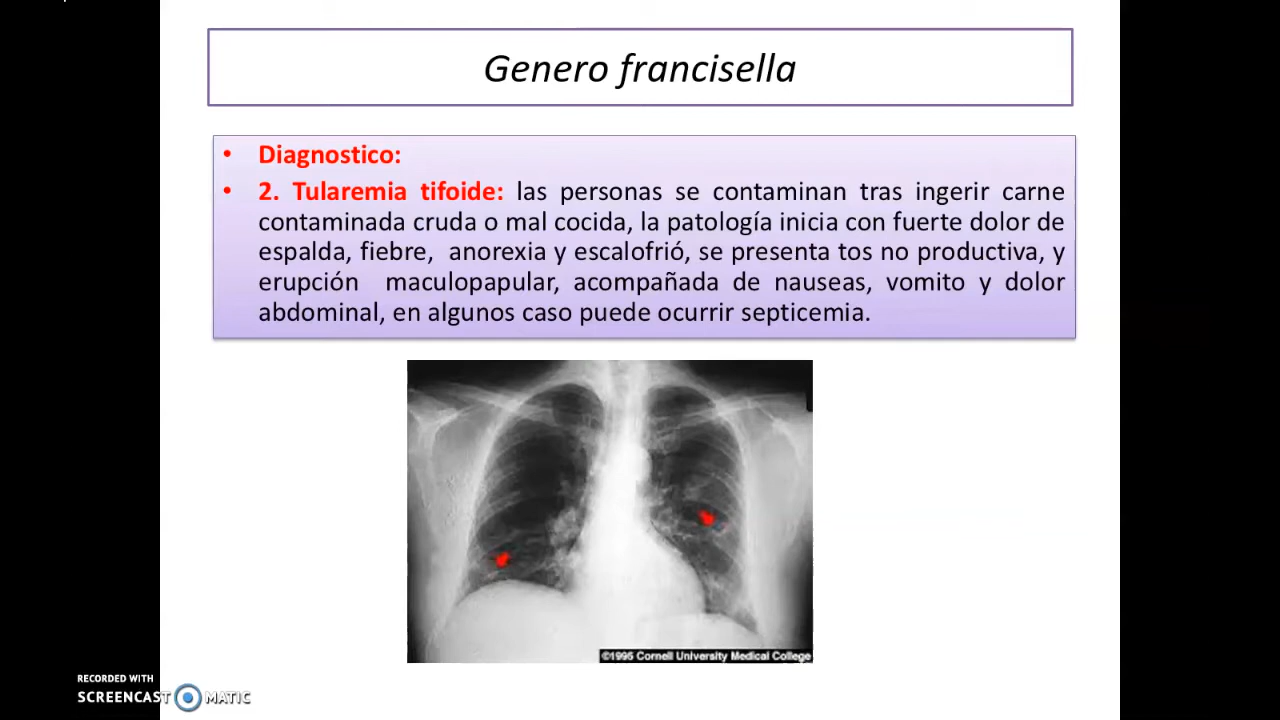 Genero francisella
• Diagnostico:
• 2. Tularemia tifoide: las personas se contaminan tras ingerir carne
contaminada cruda o mal cocida, la patología inicia con fuerte dolor de
espalda, fiebre, anorexia y escalofrió, se presenta tos no productiva, y
erupción maculopapular, acompañada de nauseas, vomito y dolor
abdominal, en algunos caso puede ocurrir septicemia.
©1995 Cornell University Medical College
RECORDED WITH
SCREENCAST MATIC